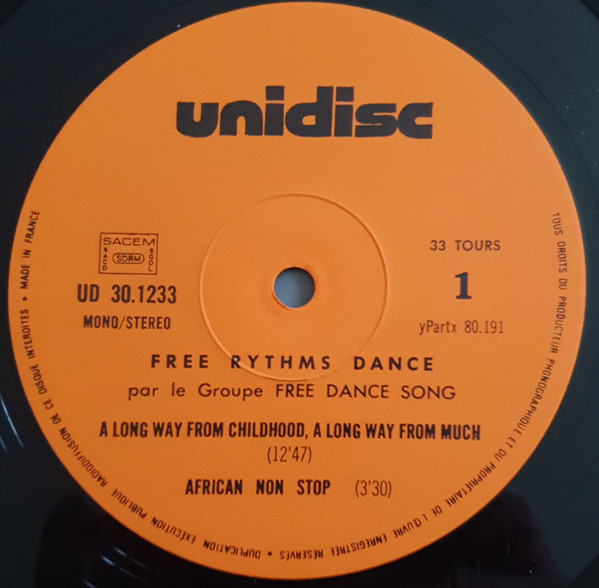 unidisc
SACEM
SACD
SDRM
SGDL
33 TOURS
UD 30.1233
1
MONO/STEREO
yPartx 80.191
FREE RYTHMS DANCE
par le Groupe FREE DANCE SONG
A LONG WAY FROM CHILDHOOD, A LONG WAY FROM MUCH
(12'47)
AFRICAN NON STOP (3'30)
TOUS DROITS DU PRODUCTEUR PHONOGRAPHIQUE ET DU PROPRIETAIRE DE L'ŒUVRE ENREGISTREE RESERVES • DUPLICATION EXECUTION PUBLIQUE RADIODIFFUSION DE CE DISQUE INTERDITES • MADE IN FRANCE